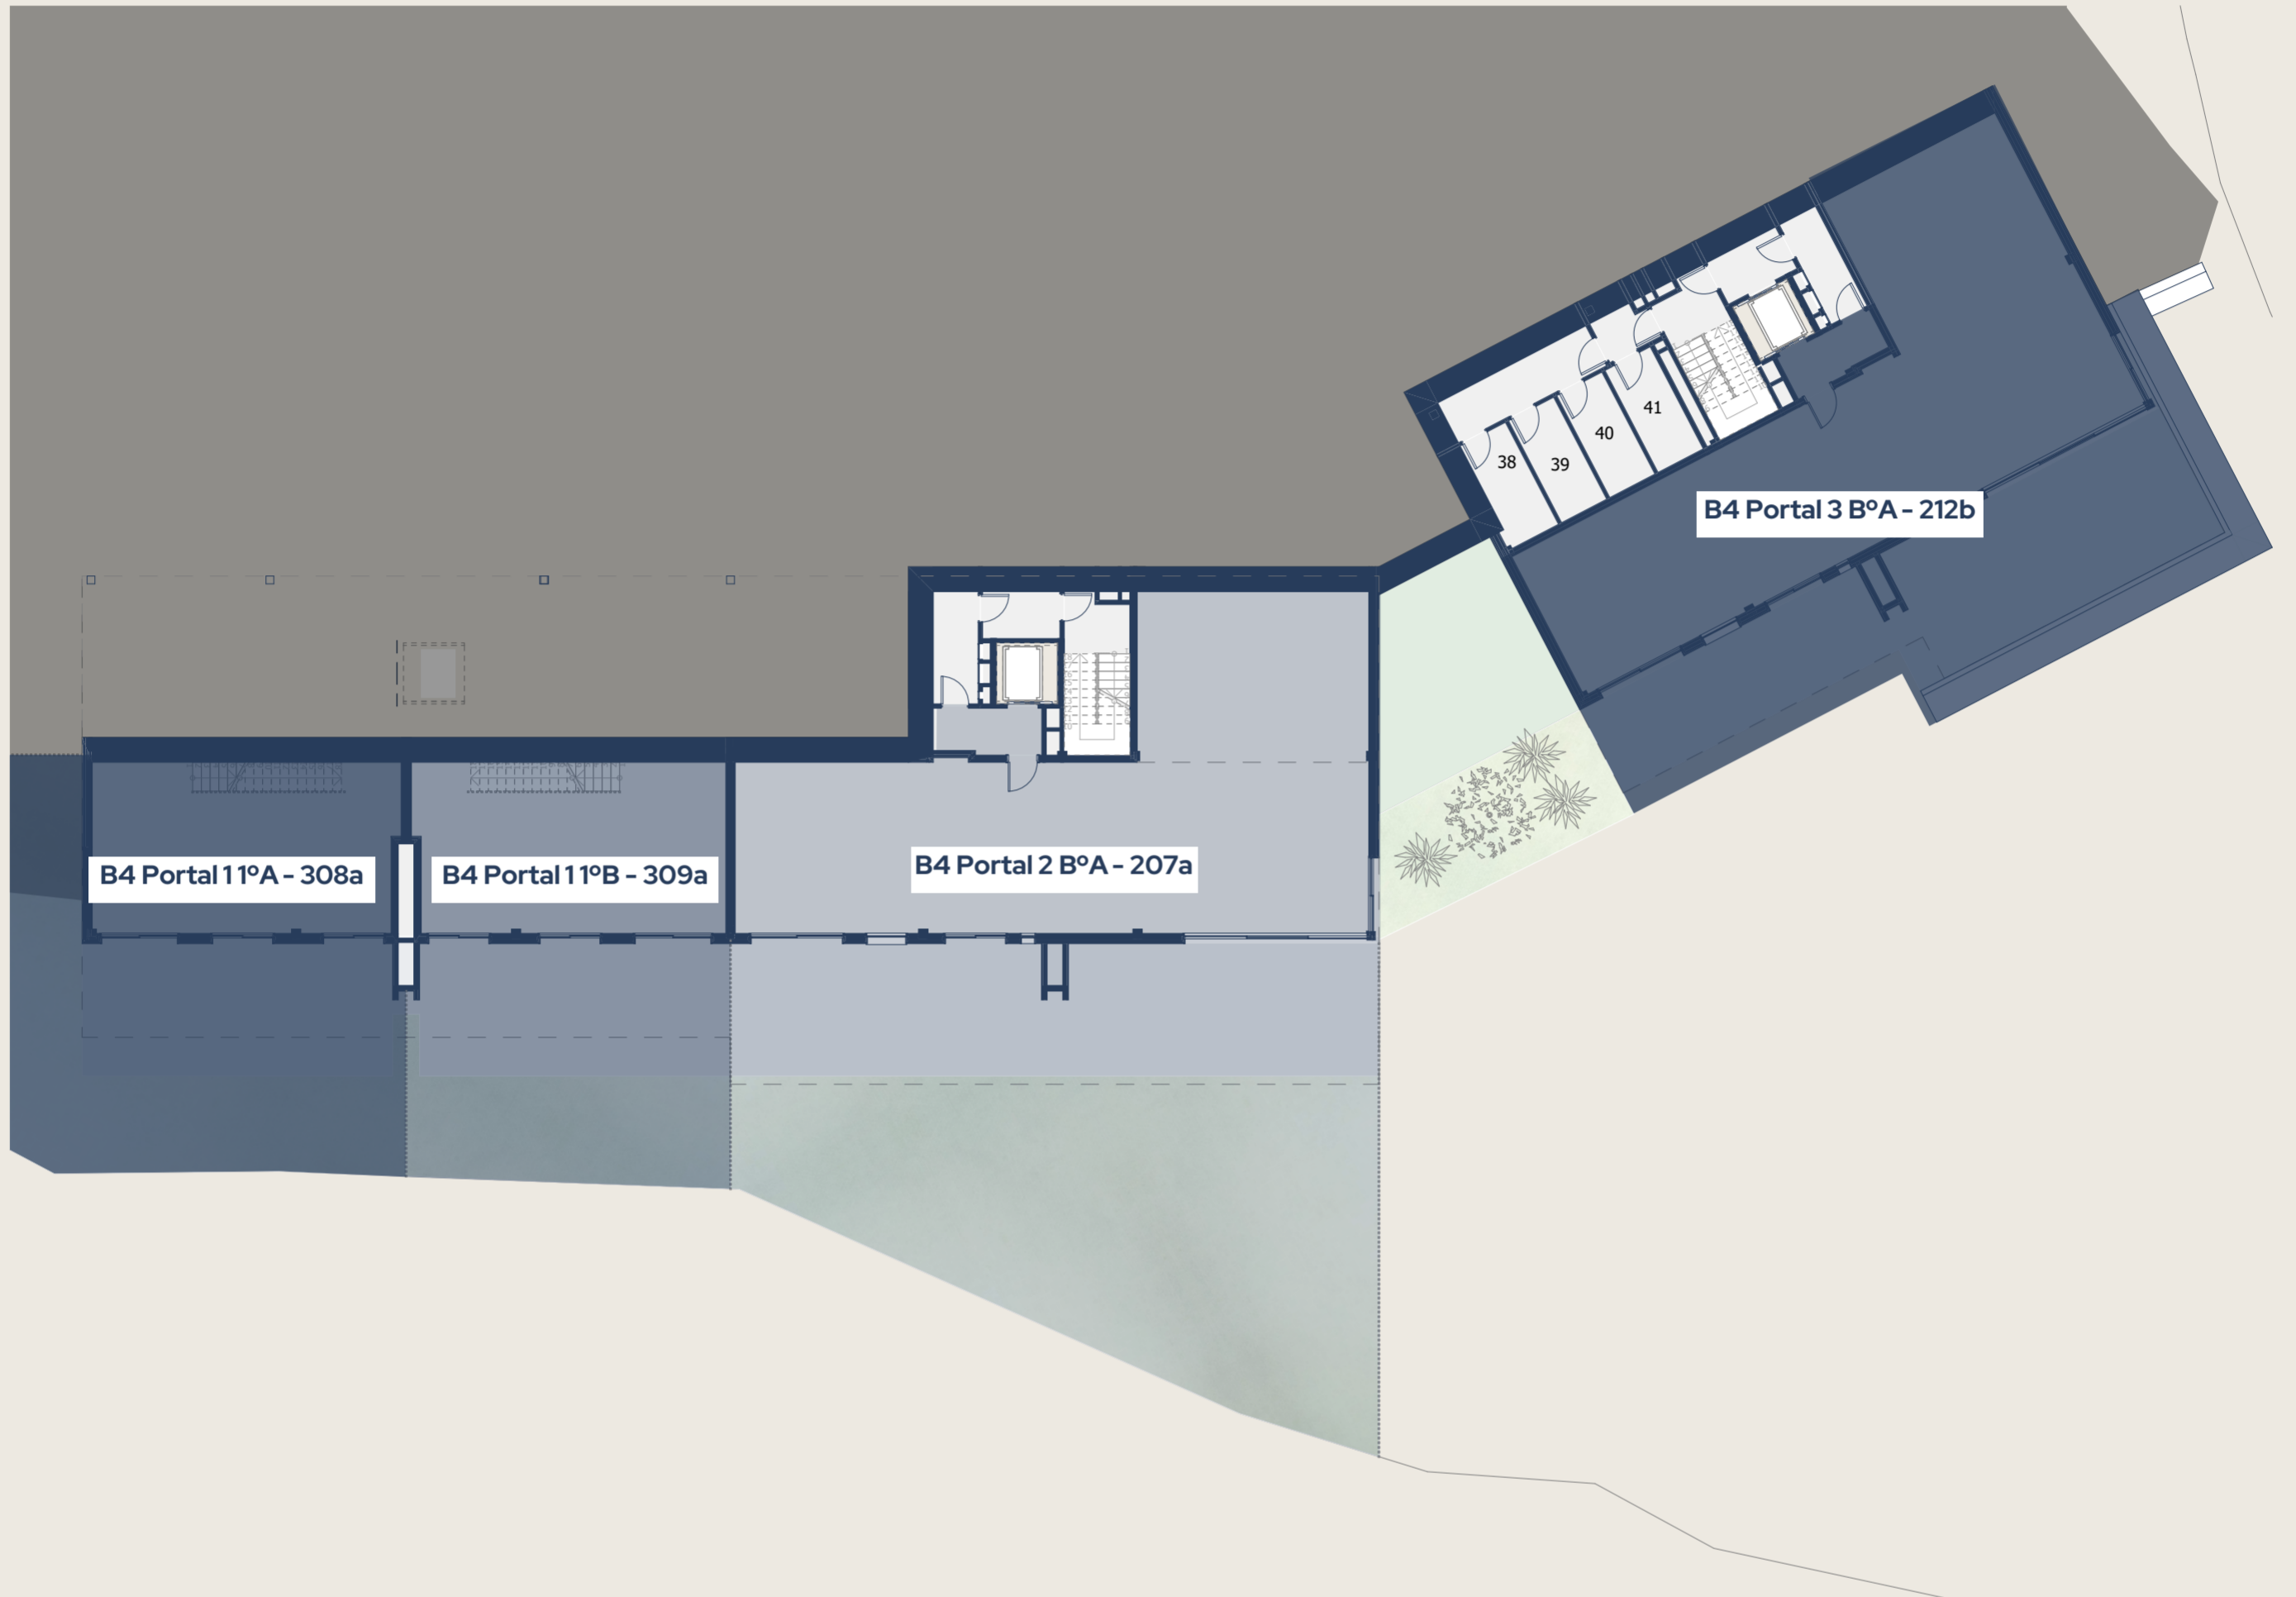 41
40
38
39
B4 Portal 3 BºA - 212b
B4 Portal 1 1ºA - 308a
B4 Portal 1 1ºB - 309a
B4 Portal 2 BºA - 207a